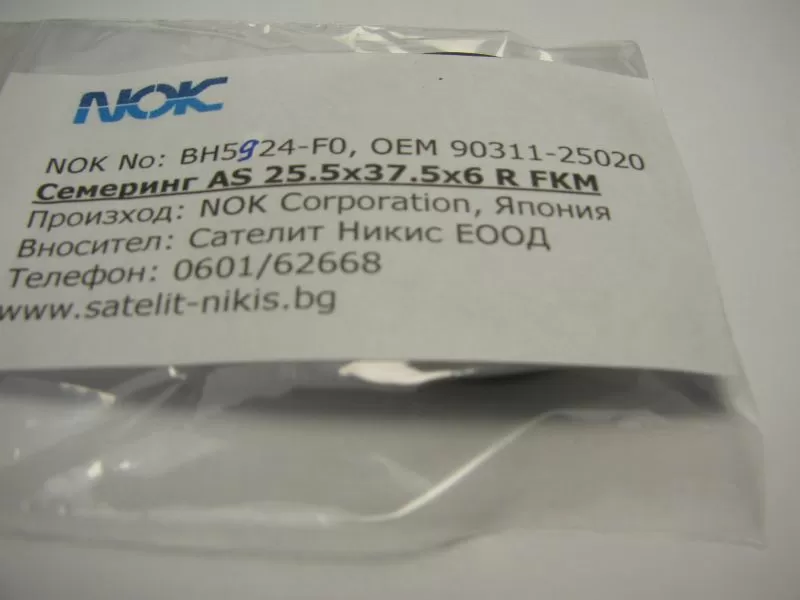 NOK
NOK No: BH5924-F0, OEM 90311-25020
Семеринг AS 25.5x37.5x6 R FKM
Произход: NOK Corporation, Япония
Вносител: Сателит Никис ЕООД
Телефон: 0601/62668
www.satelit-nikis.bg